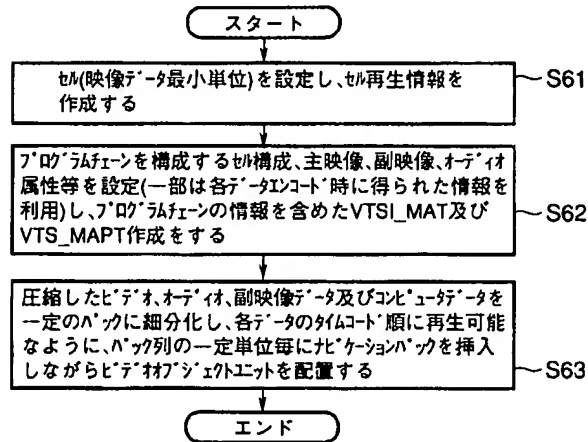 スタート
ｾﾙ(映像ﾃﾞｰﾀ最小単位)を設定し､ｾﾙ再生情報を
作成する
S61
ﾌﾟﾛｸﾞﾗﾑﾁｪｰﾝを構成するｾﾙ構成､主映像､副映像､ｵｰﾃﾞｨｵ
属性等を設定(一部は各ﾃﾞｰﾀｴﾝｺｰﾄﾞ時に得られた情報を
利用)し､ﾌﾟﾛｸﾞﾗﾑﾁｪｰﾝの情報を含めたVTSI_MAT及び
VTS_MAPT作成をする
S62
圧縮したﾋﾞﾃﾞｵ､ｵｰﾃﾞｨｵ､副映像ﾃﾞｰﾀ及びｺﾝﾋﾟｭｰﾀﾃﾞｰﾀを
一定のﾊﾟｯｸに細分化し､各ﾃﾞｰﾀのﾀｲﾑｺｰﾄﾞ順に再生可能
なように､ﾊﾟｯｸ列の一定単位毎にﾅﾋﾞｹﾞｰｼｮﾝﾊﾟｯｸを挿入
しながらﾋﾞﾃﾞｵｵﾌﾞｼﾞｪｸﾄﾕﾆｯﾄを配置する
S63
エンド